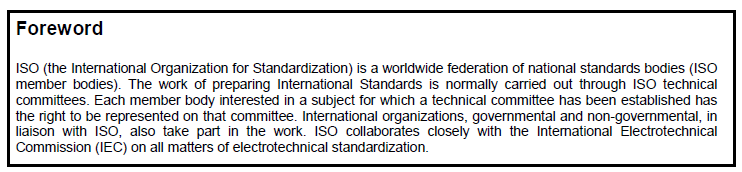 Foreword
ISO (the International Organization for Standardization) is a worldwide federation of national standards bodies (ISO
member bodies). The work of preparing International Standards is normally carried out through ISO technical
committees. Each member body interested in a subject for which a technical committee has been established has
the right to be represented on that committee. International organizations, governmental and non-governmental, in
liaison with ISO, also take part in the work. ISO collaborates closely with the International Electrotechnical
Commission (IEC) on all matters of electrotechnical standardization.